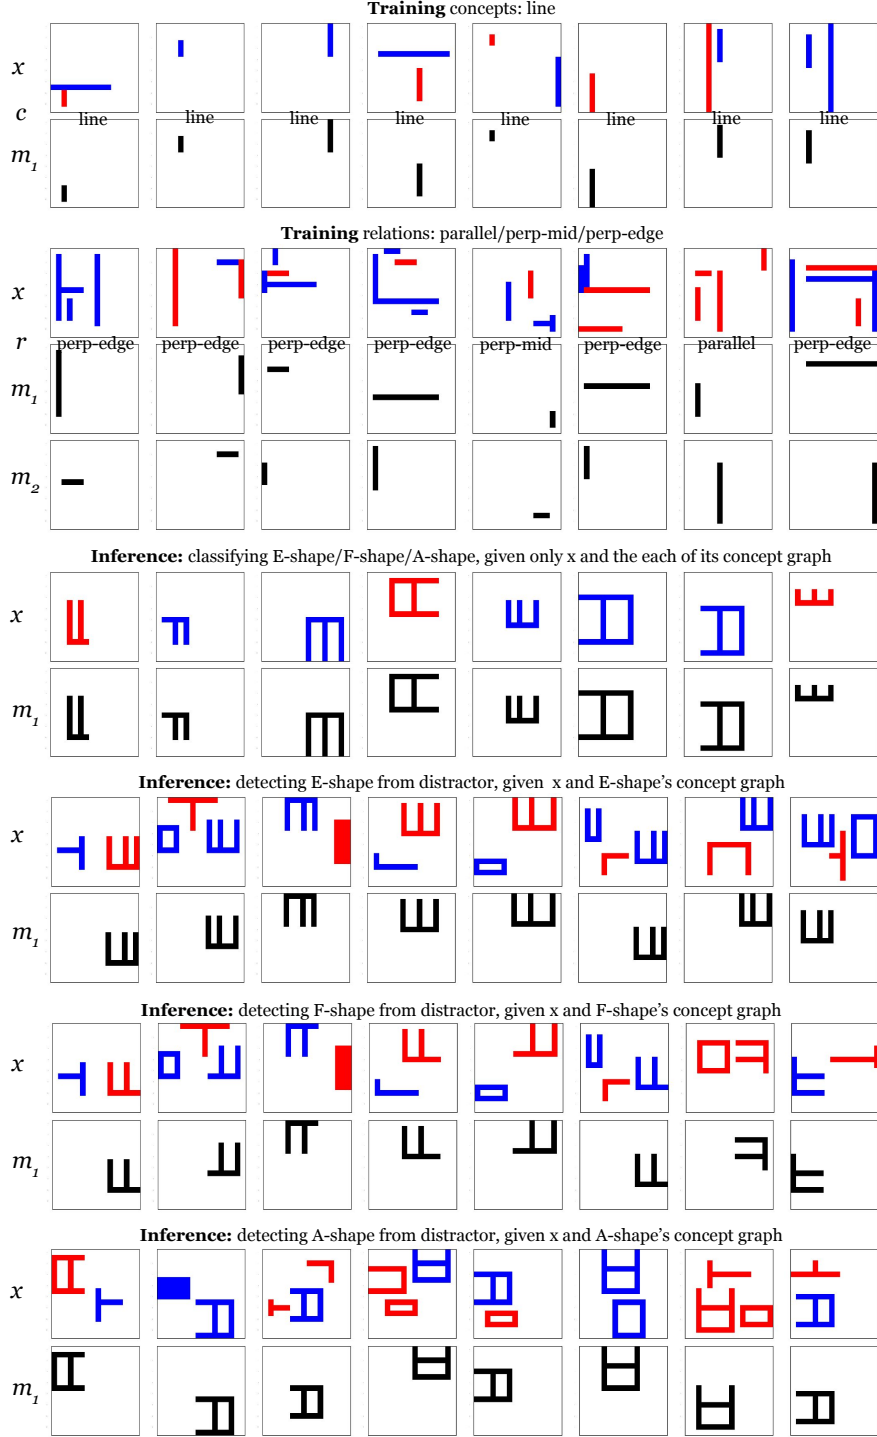 Training concepts: line
x
c
line line line line line line line line
m1
Training relations: parallel/perp-mid/perp-edge
x
r
perp-edge perp-edge perp-edge perp-edge perp-mid perp-edge parallel perp-edge
m1
m2
Inference: classifying E-shape/F-shape/A-shape, given only x and the each of its concept graph
x
m1
Inference: detecting E-shape from distractor, given x and E-shape's concept graph
x
m1
Inference: detecting F-shape from distractor, given x and F-shape's concept graph
x
m1
Inference: detecting A-shape from distractor, given x and A-shape's concept graph
x
m1